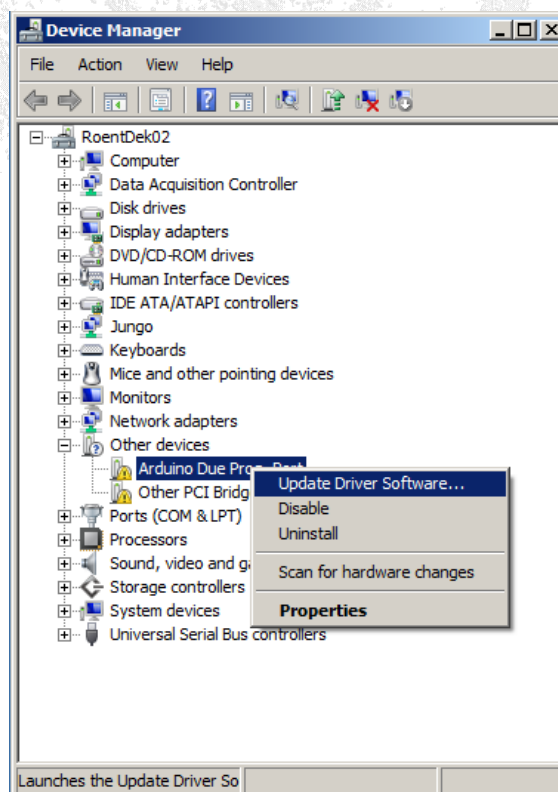 Device Manager
File Action View Help
RoentDek02
Computer
Data Acquisition Controller
Disk drives
Display adapters
DVD/CD-ROM drives
Human Interface Devices
IDE ATA/ATAPI controllers
Jungo
Keyboards
Mice and other pointing devices
Monitors
Network adapters
Other devices
Arduino Due Prog. Port
Update Driver Software...
Other PCI Bridg
Disable
Ports (COM & LPT)
Uninstall
Processors
Sound, video and g
Scan for hardware changes
Storage controllers
System devices
Properties
Universal Serial Bus controllers
Launches the Update Driver So